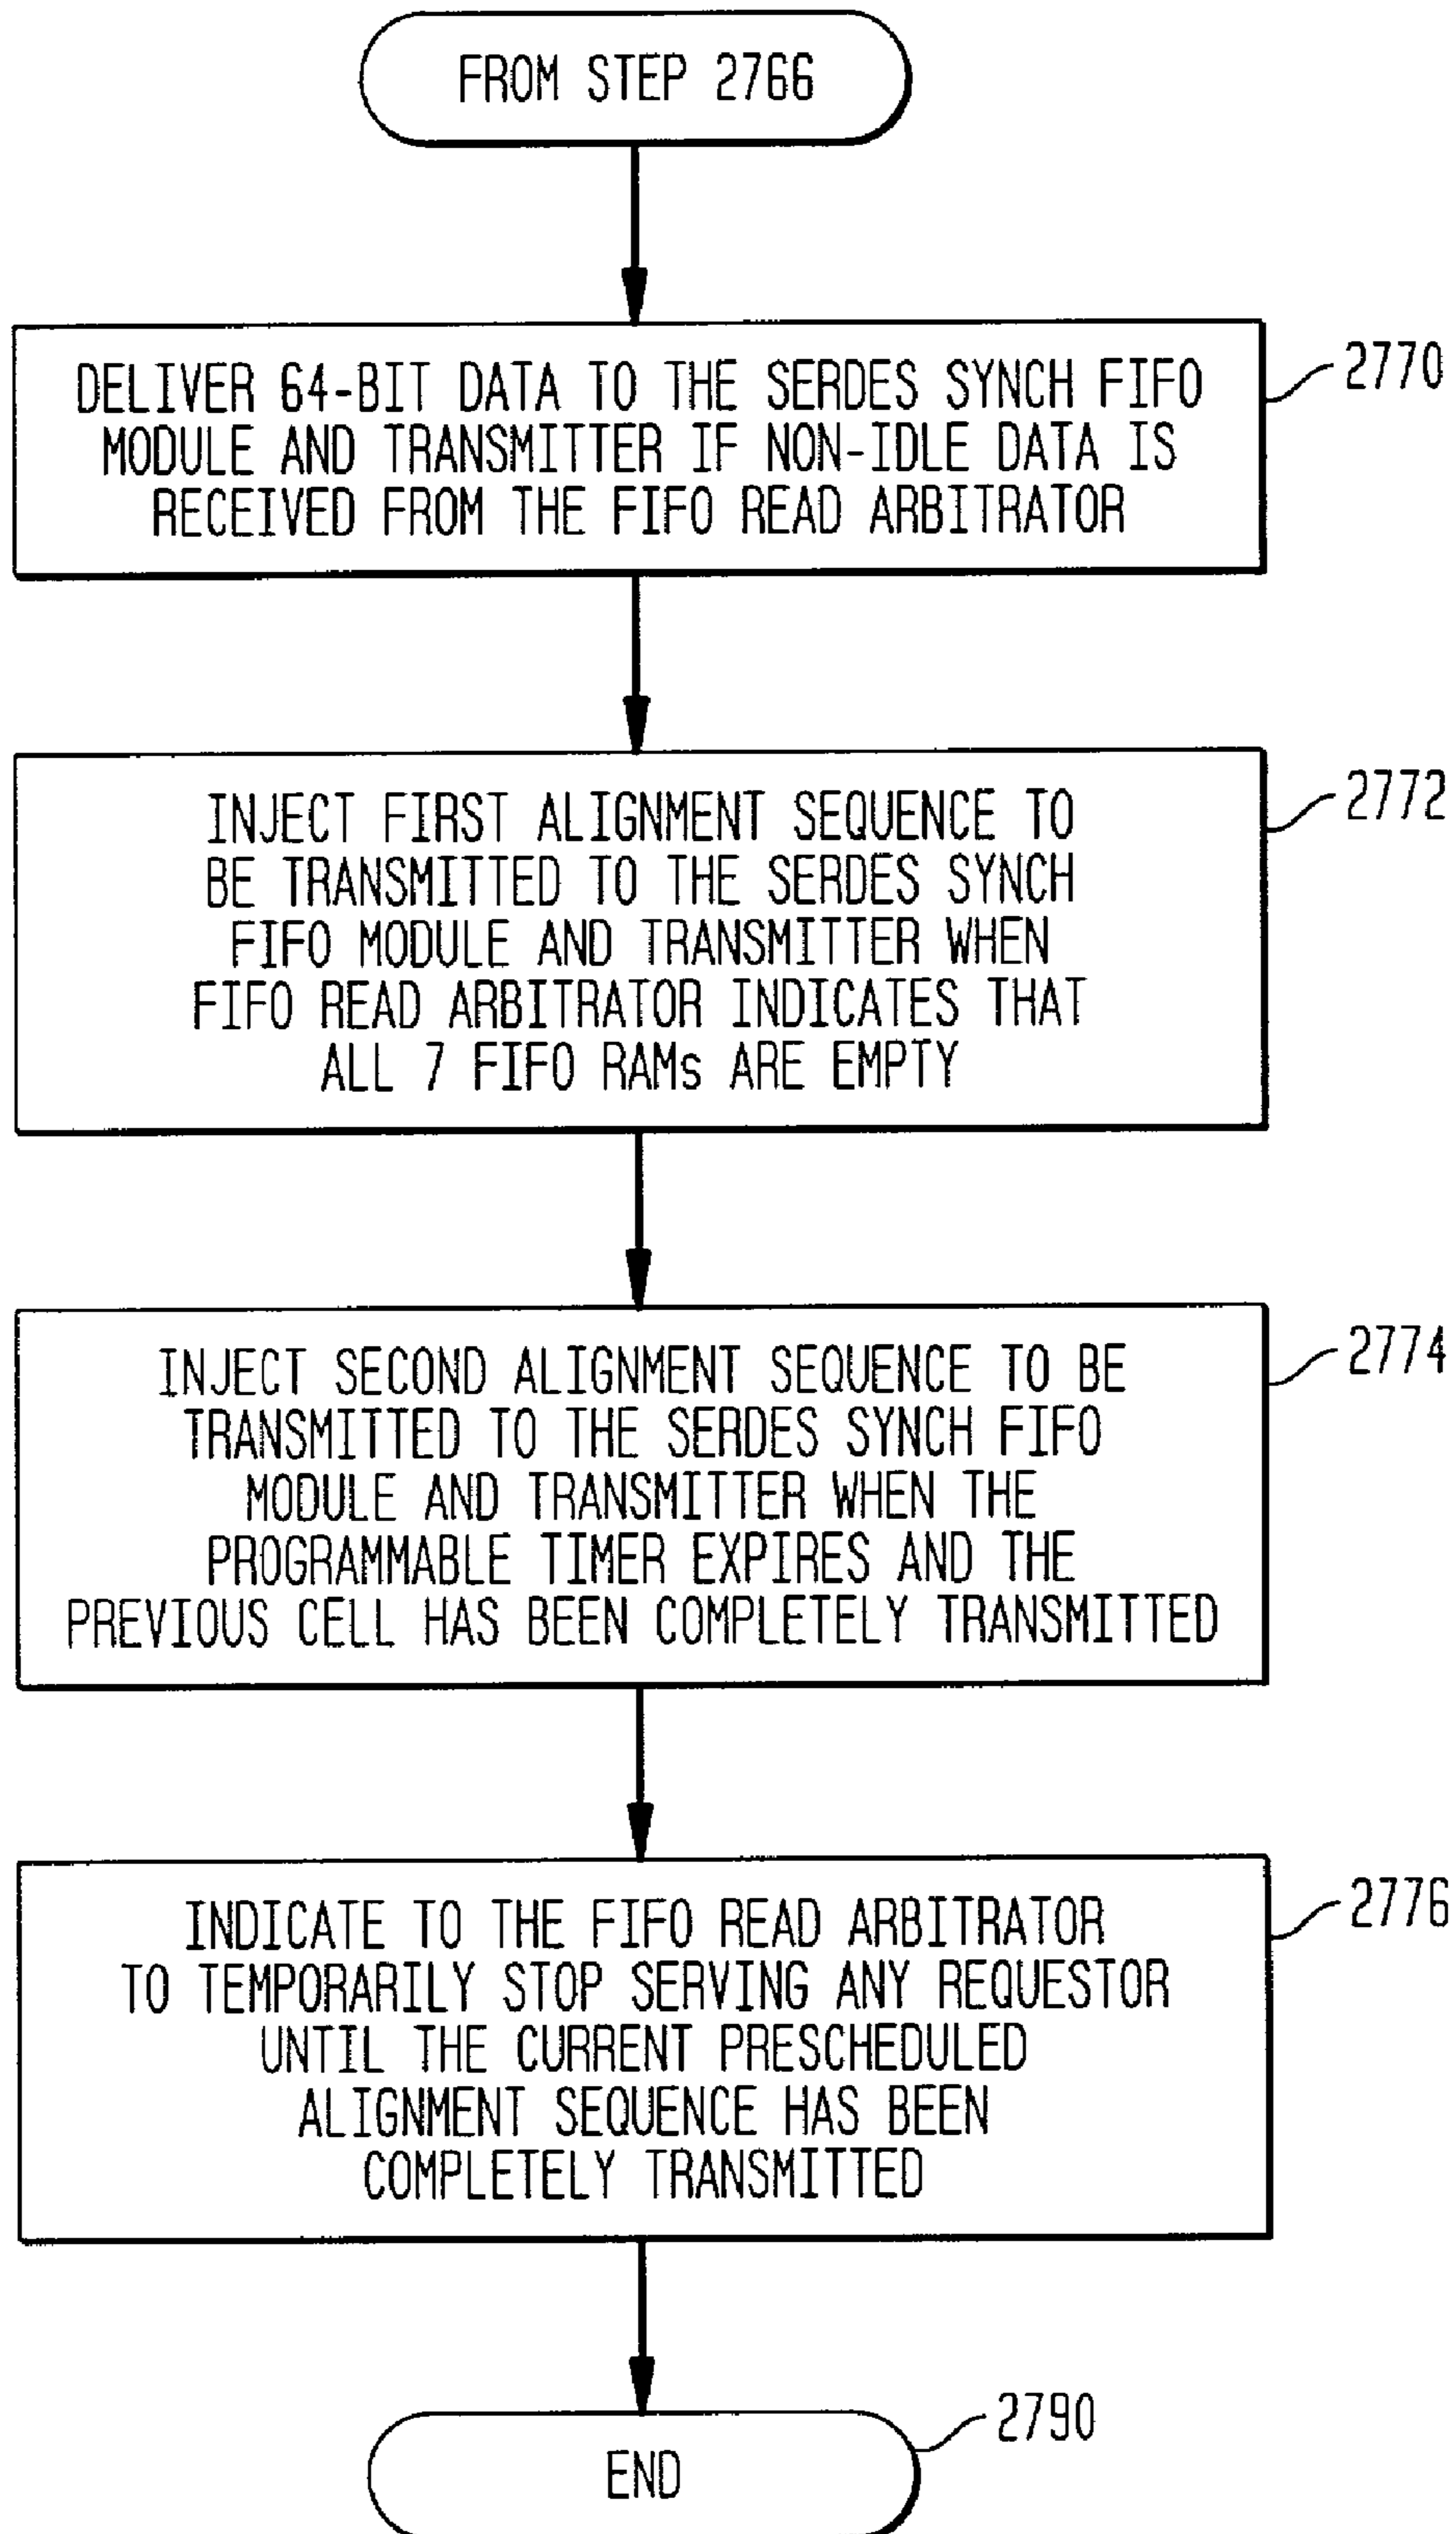 FROM STEP 2766
DELIVER 64-BIT DATA TO THE SERDES SYNCH FIFO
MODULE AND TRANSMITTER IF NON-IDLE DATA IS
RECEIVED FROM THE FIFO READ ARBITRATOR
2770
INJECT FIRST ALIGNMENT SEQUENCE TO
BE TRANSMITTED TO THE SERDES SYNCH
FIFO MODULE AND TRANSMITTER WHEN
FIFO READ ARBITRATOR INDICATES THAT
ALL 7 FIFO RAMs ARE EMPTY
2772
INJECT SECOND ALIGNMENT SEQUENCE TO BE
TRANSMITTED TO THE SERDES SYNCH FIFO
MODULE AND TRANSMITTER WHEN THE
PROGRAMMABLE TIMER EXPIRES AND THE
PREVIOUS CELL HAS BEEN COMPLETELY TRANSMITTED
2774
INDICATE TO THE FIFO READ ARBITRATOR
TO TEMPORARILY STOP SERVING ANY REQUESTOR
UNTIL THE CURRENT PRESCHEDULED
ALIGNMENT SEQUENCE HAS BEEN
COMPLETELY TRANSMITTED
2776
END
2790